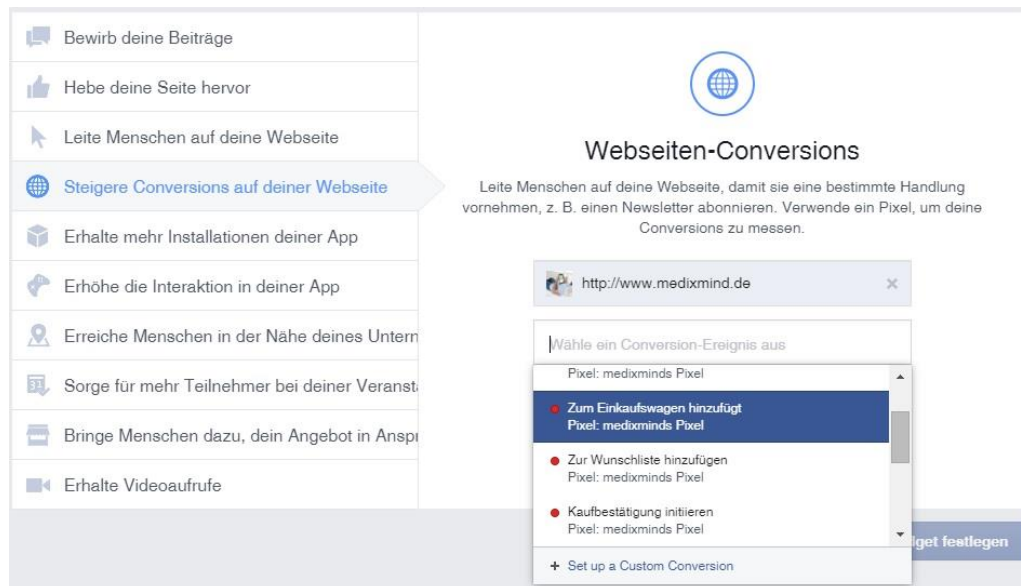 Bewirb deine Beiträge
Hebe deine Seite hervor
Leite Menschen auf deine Webseite
Steigere Conversions auf deiner Webseite
Erhalte mehr Installationen deiner App
Erhöhe die Interaktion in deiner App
Erreiche Menschen in der Nähe deines Untern
31
Sorge für mehr Teilnehmer bei deiner Veransta
Bringe Menschen dazu, dein Angebot in Anspr
Erhalte Videoaufrufe
Webseiten-Conversions
Leite Menschen auf deine Webseite, damit sie eine bestimmte Handlung
vornehmen, z. B. einen Newsletter abonnieren. Verwende ein Pixel, um deine
Conversions zu messen.
http://www.medixmind.de
Wähle ein Conversion-Ereignis aus
Pixel: medixminds Pixel
Zum Einkaufswagen hinzufügt
Pixel: medixminds Pixel
Zur Wunschliste hinzufügen
Pixel: medixminds Pixel
Kaufbestätigung initiieren
Pixel: medixminds Pixel
+ Set up a Custom Conversion
dget festlegen